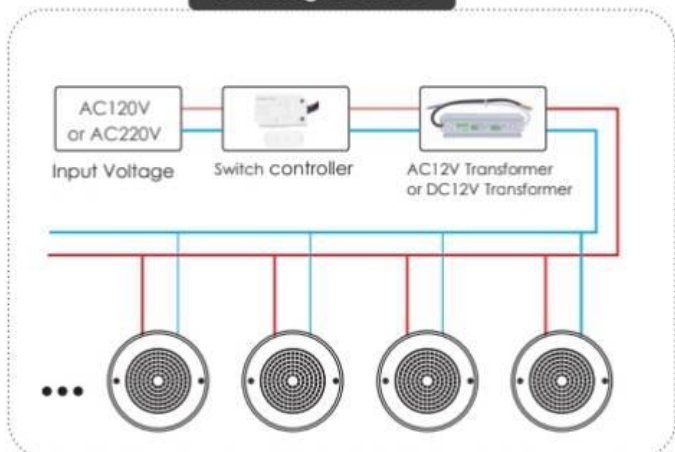 AC120V
or AC220V
Input Voltage
Switch controller
AC12V Transformer
or DC12V Transformer